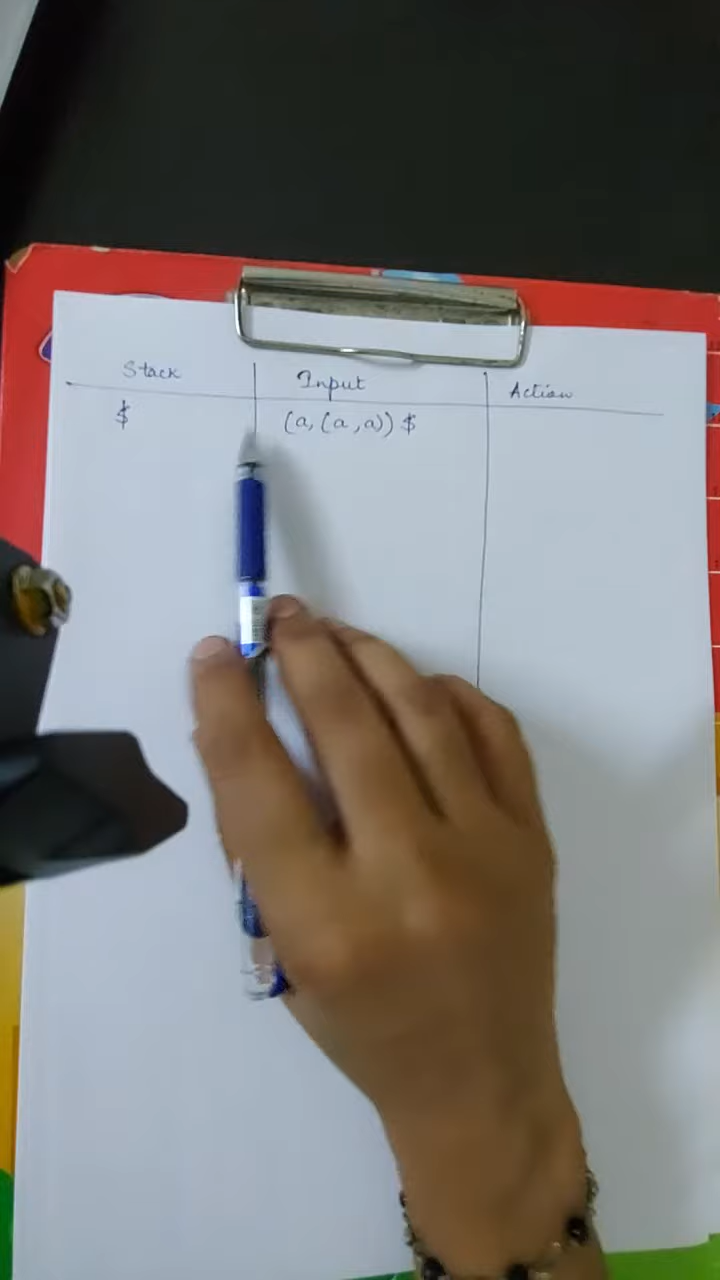 Stack Input Action
$ (a, (a, a)) $